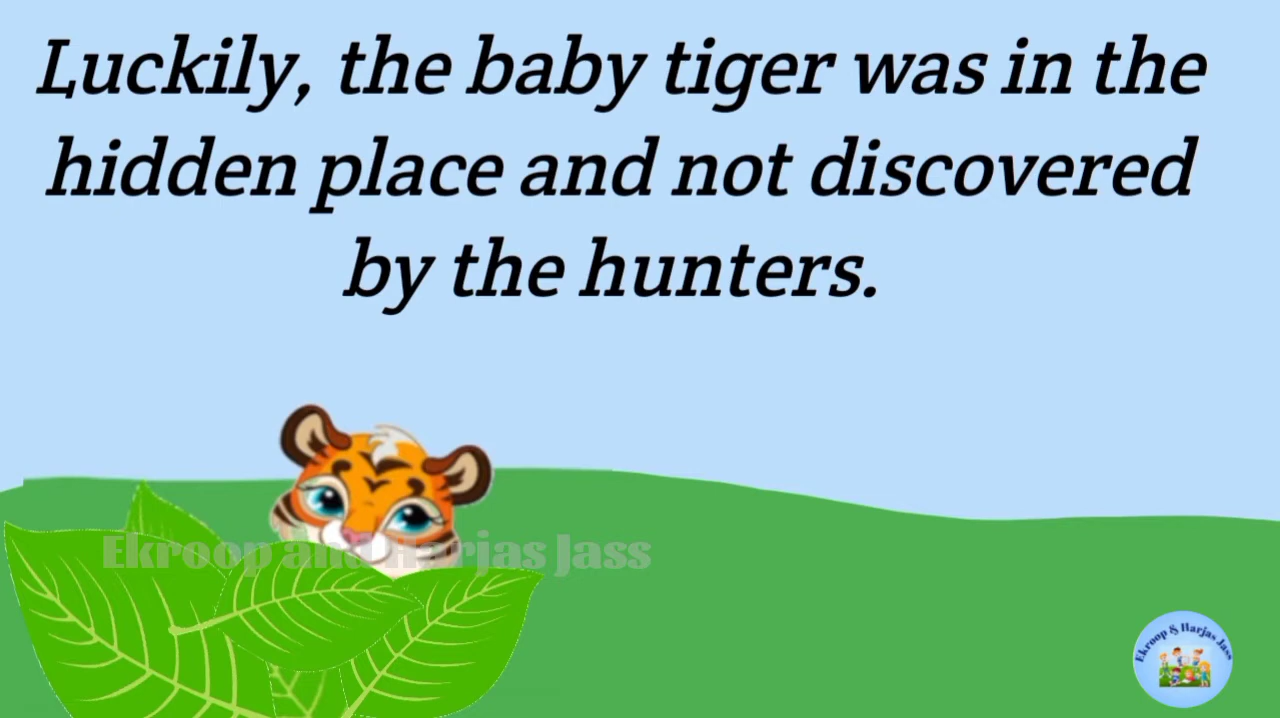 Luckily, the baby tiger was in the
hidden place and not discovered
by the hunters.
Ekroop and Harjas Jass
Ekroop & Harjas Jass